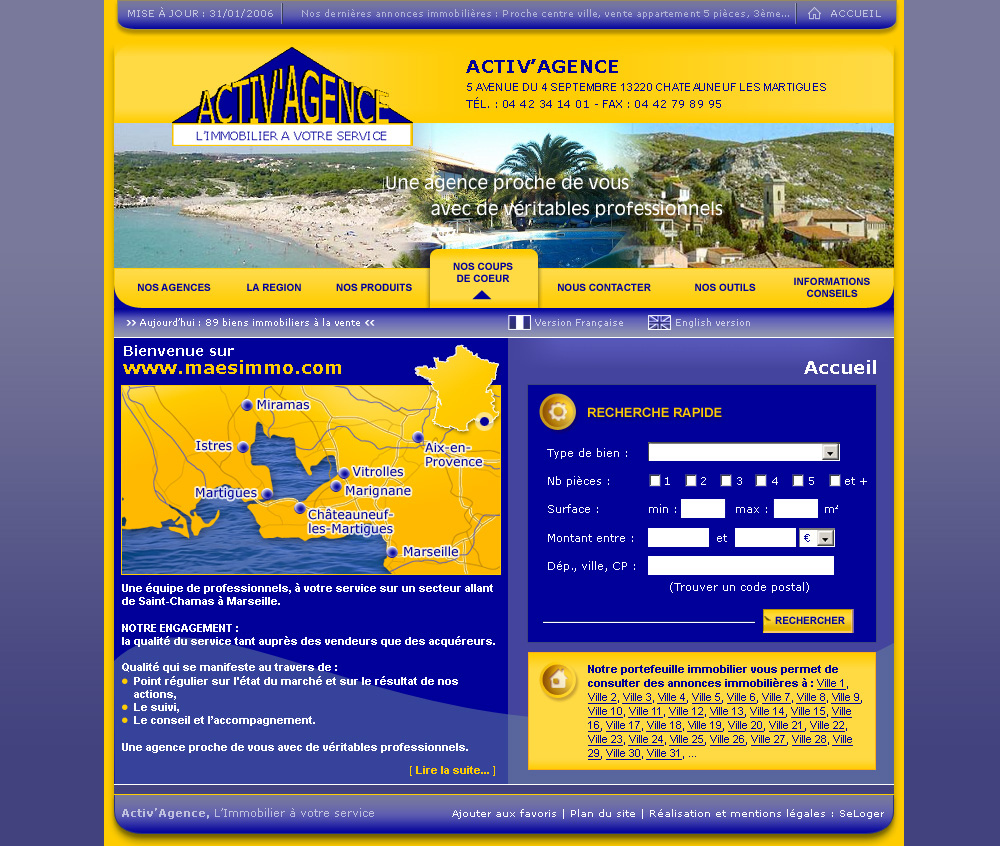 MISE À JOUR : 31/01/2006
Nos dernières annonces immobilières : Proche centre ville, vente appartement 5 pièces, 3ème...
ACCUEIL
ACTIV'AGENCE
L'IMMOBILIER A VOTRE SERVICE
ACTIV'AGENCE
5 AVENUE DU 4 SEPTEMBRE 13220 CHATEAUNEUF LES MARTIGUES
TÉL. : 04 42 34 14 01 - FAX : 04 42 79 89 95
Une agence proche de vous
avec de véritables professionnels
NOS AGENCES
LA REGION
NOS PRODUITS
NOS COUPS
DE COEUR
NOUS CONTACTER
NOS OUTILS
INFORMATIONS
CONSEILS
>> Aujourd'hui : 89 biens immobiliers à la vente <<
Version Française
English version
Bienvenue sur
www.maesimmo.com
Miramas
Istres
Aix-en-
Provence
Vitrolles
Martigues
Marignane
Châteauneuf-
les-Martigues
Marseille
Une équipe de professionnels, à votre service sur un secteur allant
de Saint-Chamas à Marseille.
NOTRE ENGAGEMENT :
la qualité du service tant auprès des vendeurs que des acquéreurs.
Qualité qui se manifeste au travers de :
Point régulier sur l'état du marché et sur le résultat de nos
actions,
Le suivi,
Le conseil et l'accompagnement.
Une agence proche de vous avec de véritables professionnels.
[ Lire la suite... ]
Accueil
RECHERCHE RAPIDE
Type de bien :
Nb pièces : 1 2 3 4 5 et +
Surface : min : max : m²
Montant entre : et €
Dép., ville, CP :
(Trouver un code postal)
RECHERCHER
Notre portefeuille immobilier vous permet de
consulter des annonces immobilières à : Ville 1,
Ville 2, Ville 3, Ville 4, Ville 5, Ville 6, Ville 7, Ville 8, Ville 9,
Ville 10, Ville 11, Ville 12, Ville 13, Ville 14, Ville 15, Ville
16, Ville 17, Ville 18, Ville 19, Ville 20, Ville 21, Ville 22,
Ville 23, Ville 24, Ville 25, Ville 26, Ville 27, Ville 28, Ville
29, Ville 30, Ville 31, ...
Activ'Agence, L'Immobilier à votre service
Ajouter aux favoris | Plan du site | Réalisation et mentions légales : SeLoger